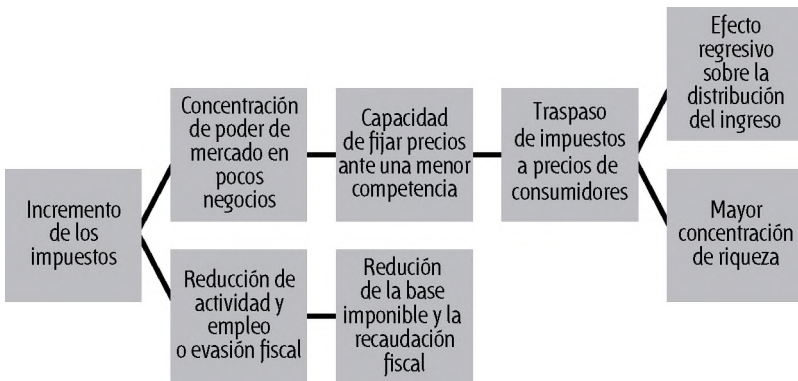 Incremento
de los
impuestos
Concentración
de poder de
mercado en
pocos
negocios
Capacidad
de fijar precios
ante una menor
competencia
Traspaso
de impuestos
a precios de
consumidores
Efecto
regresivo
sobre la
distribución
del ingreso
Mayor
concentración
de riqueza
Reducción de
actividad y
empleo
o evasión fiscal
Redución
de la base
imponible y la
recaudación
fiscal